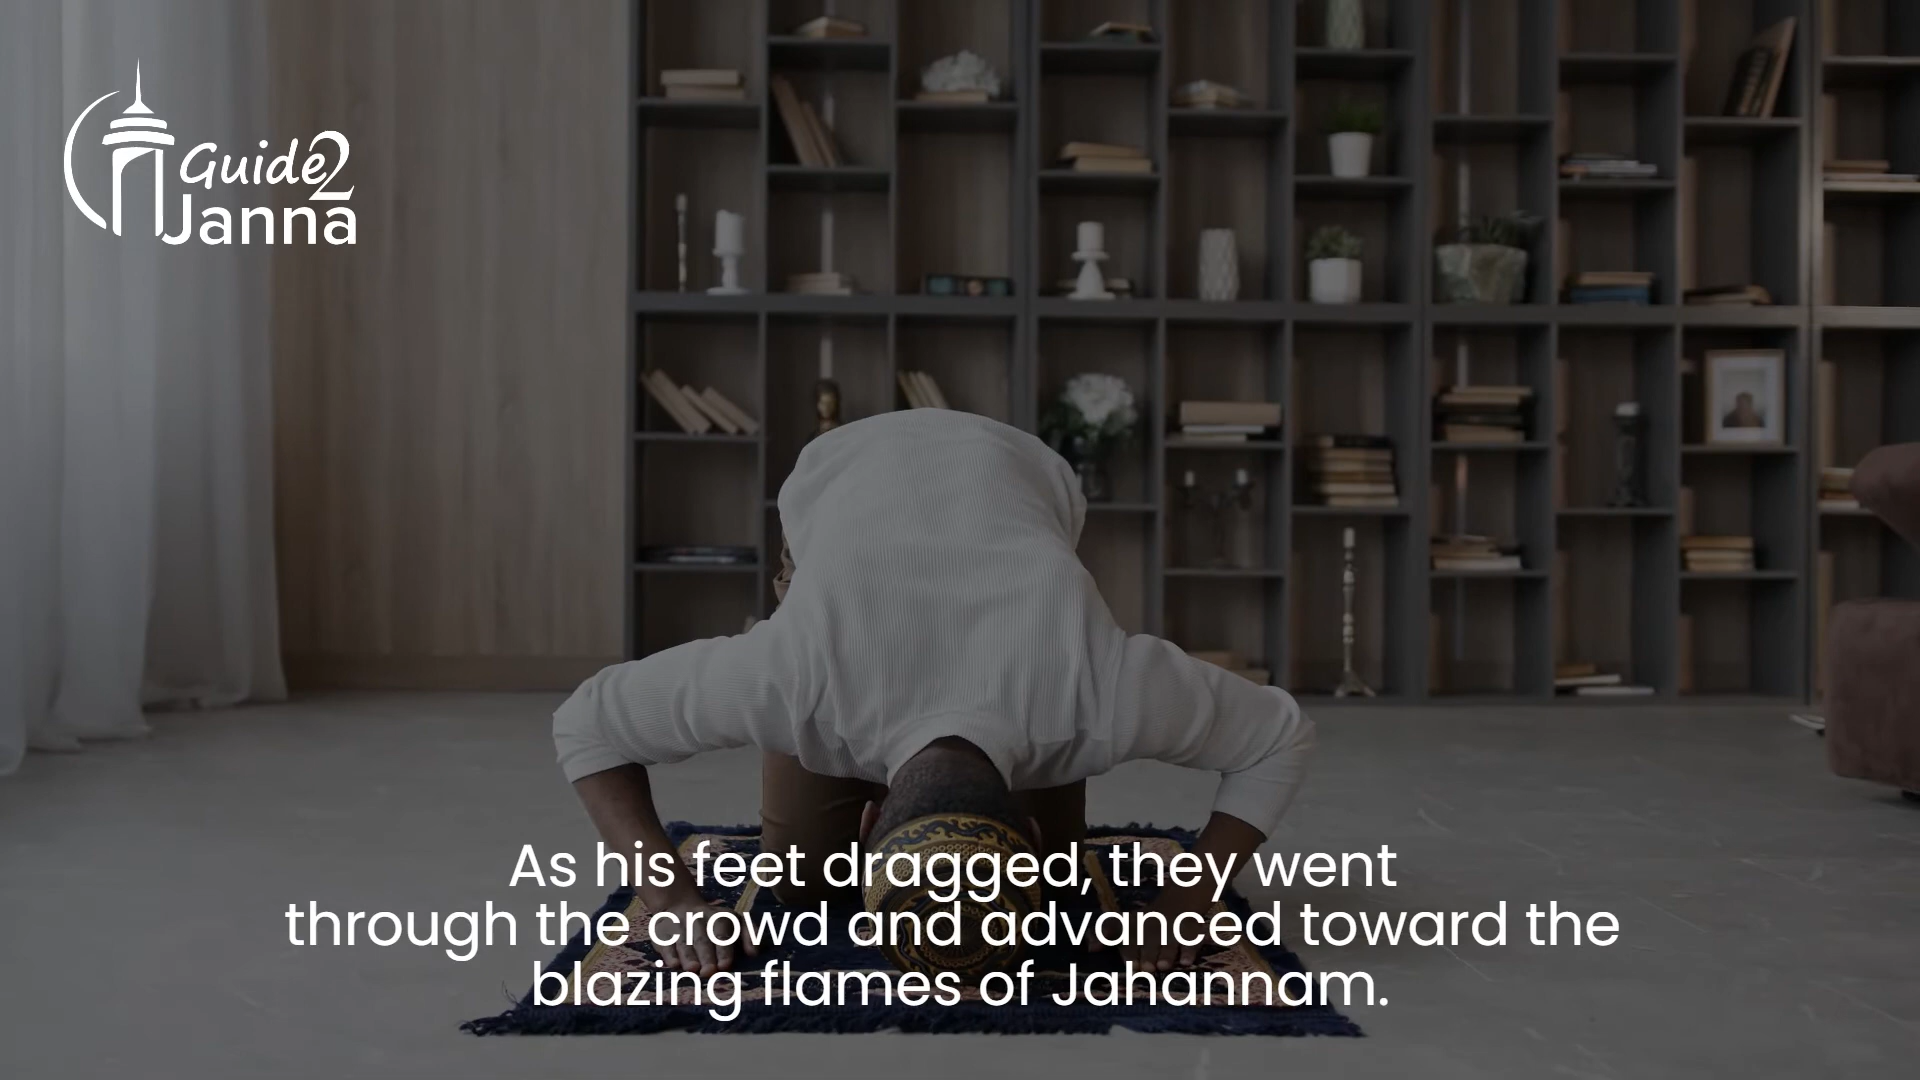 Guide2
Janna
As his feet dragged, they went
through the crowd and advanced toward the
blazing flames of Jahannam.